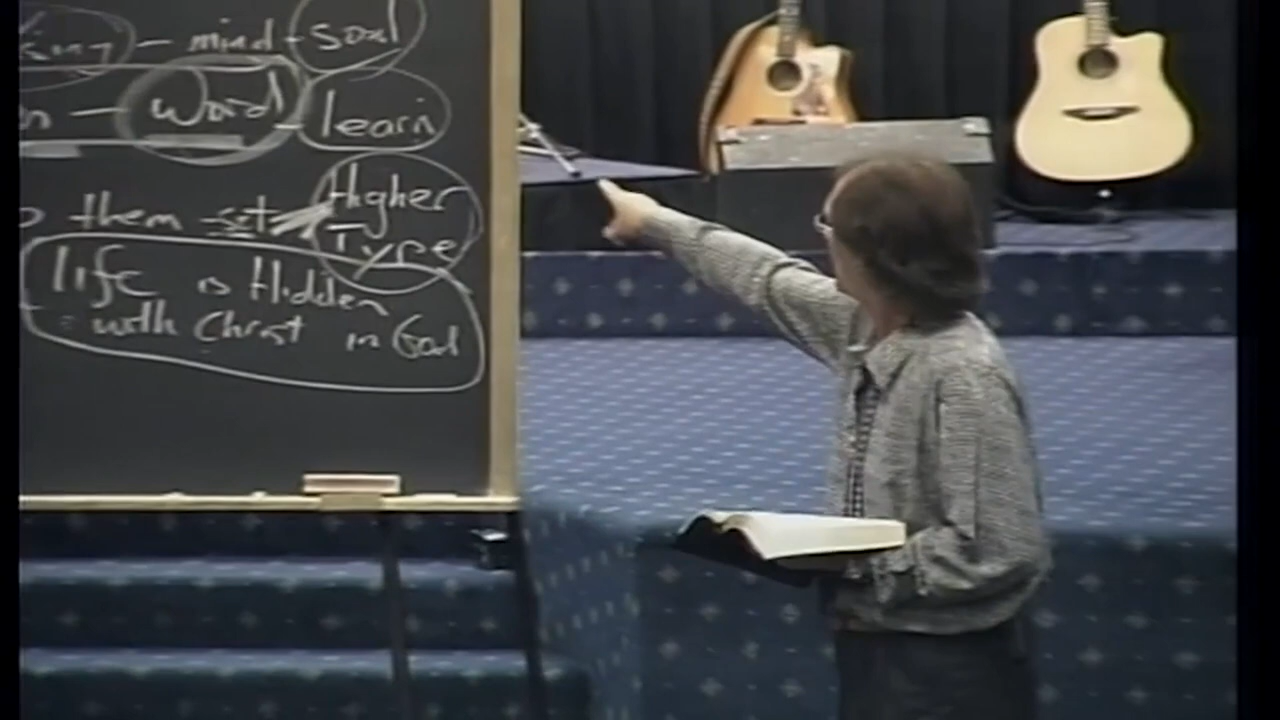 - mind - soul
- word - learn
them set Higher
Type
life is Hidden
with Christ in God